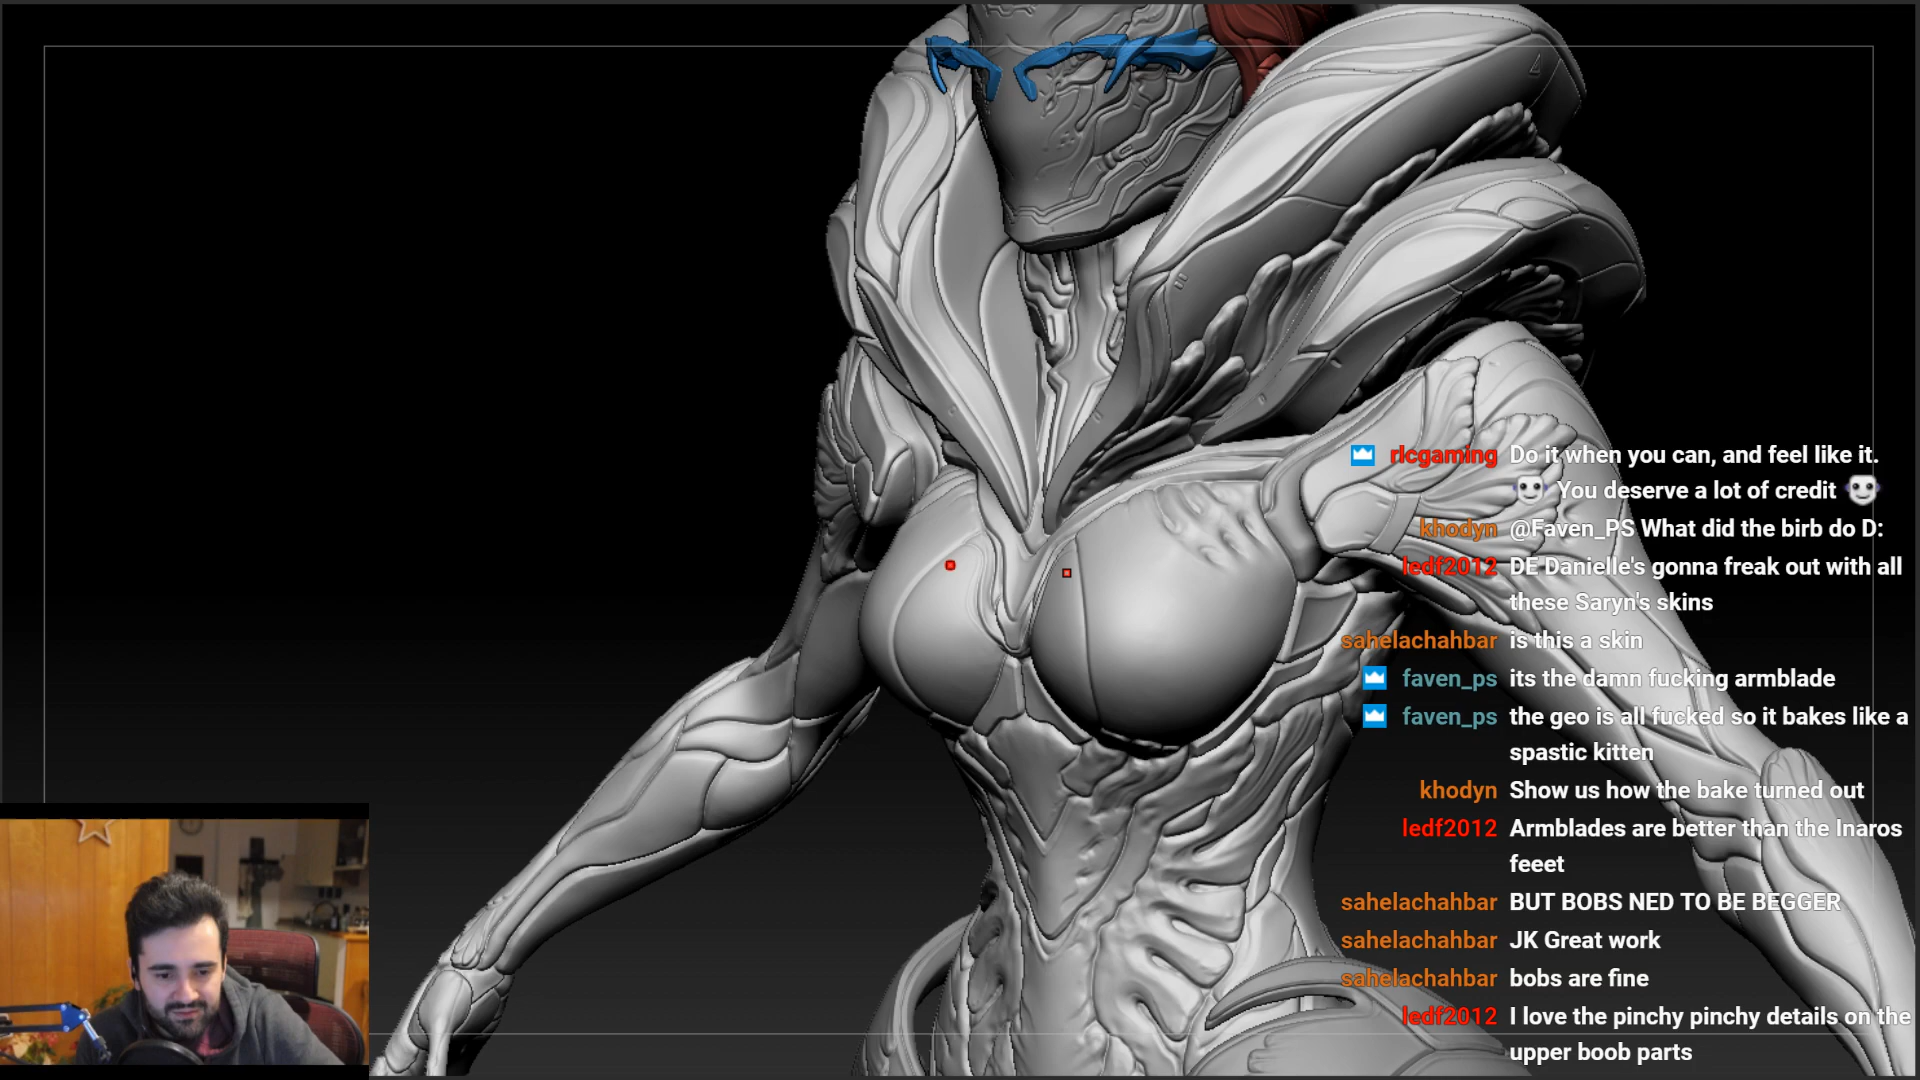 rlcgaming Do it when you can, and feel like it.
You deserve a lot of credit
khodyn @Faven_PS What did the birb do D:
ledf2012 DE Danielle's gonna freak out with all
these Saryn's skins
sahelachahbar is this a skin
faven_ps its the damn fucking armblade
faven_ps the geo is all fucked so it bakes like a
spastic kitten
khodyn Show us how the bake turned out
ledf2012 Armblades are better than the Inaros
feeet
sahelachahbar BUT BOBS NED TO BE BEGGER
sahelachahbar JK Great work
sahelachahbar bobs are fine
ledf2012 I love the pinchy pinchy details on the
upper boob parts